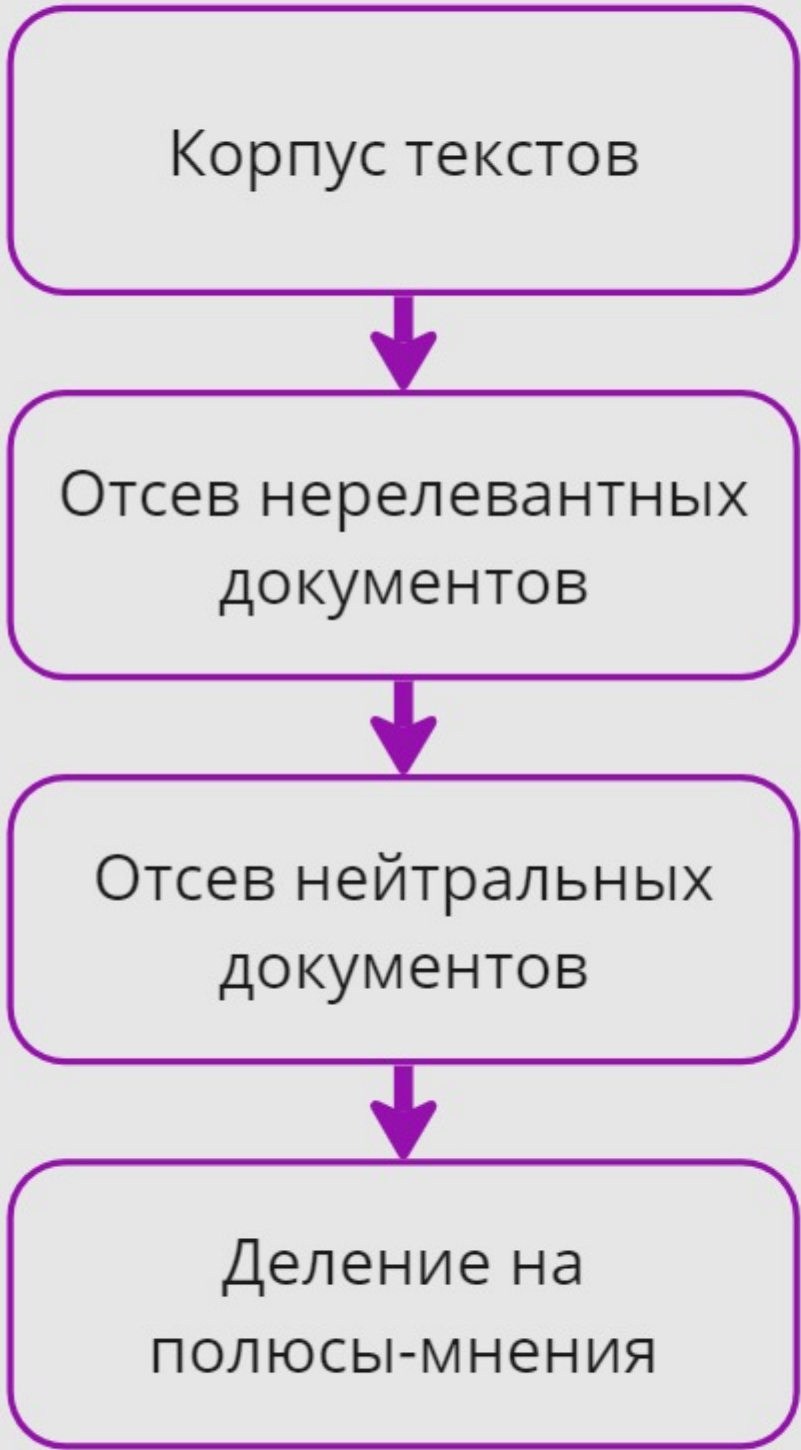 Корпус текстов
Отсев нерелевантных
документов
Отсев нейтральных
документов
Деление на
полюсы-мнения